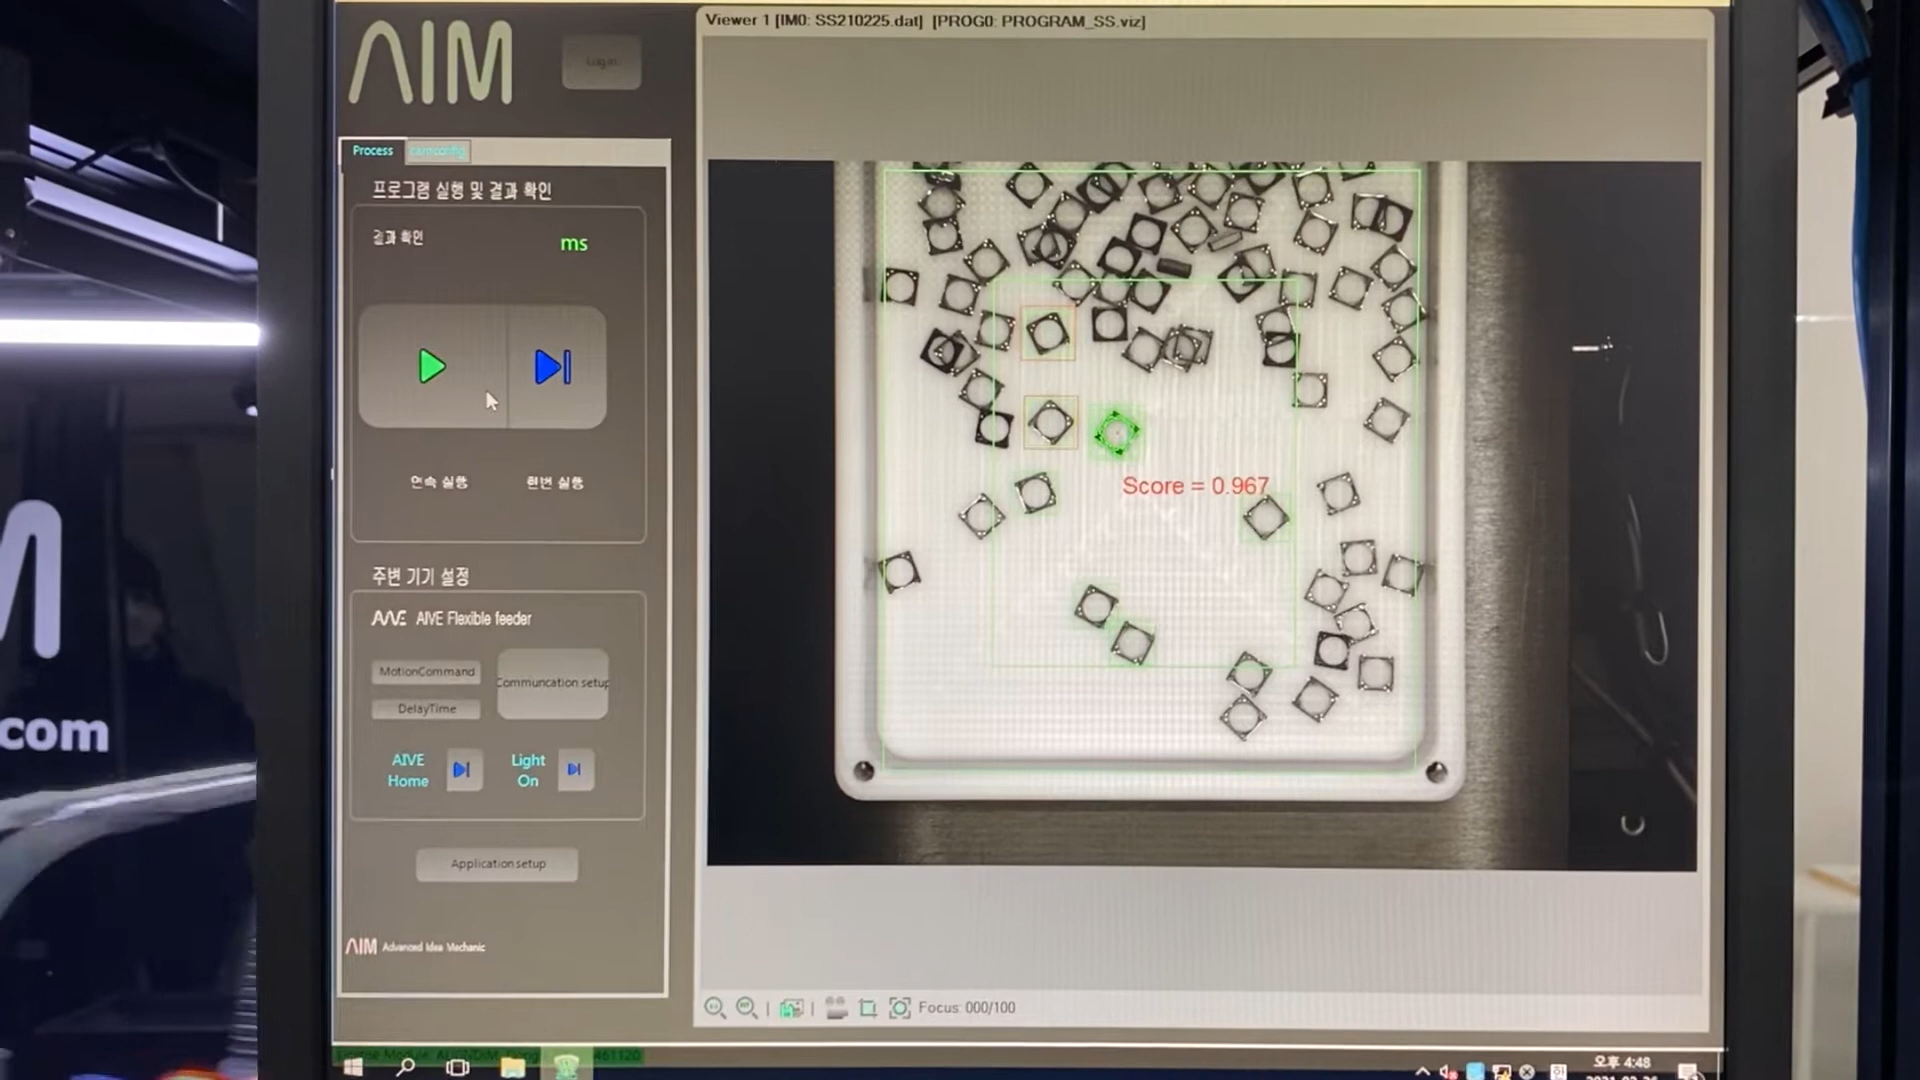 AIM
Login
Viewer 1 [IM0: SS210225.dat] [PROG0: PROGRAM_SS.viz]
Process
camconfig
프로그램 실행 및 결과 확인
결과 확인
ms
연속 실행
한번 실행
Score = 0.967
주변 기기 설정
AIVE Flexible feeder
MotionCommand
Communcation setup
DelayTime
AIVE Home
Light On
Application setup
AIM Advanced Idea Mechanic
Focus: 000/100
.com
461120
오후 4:48